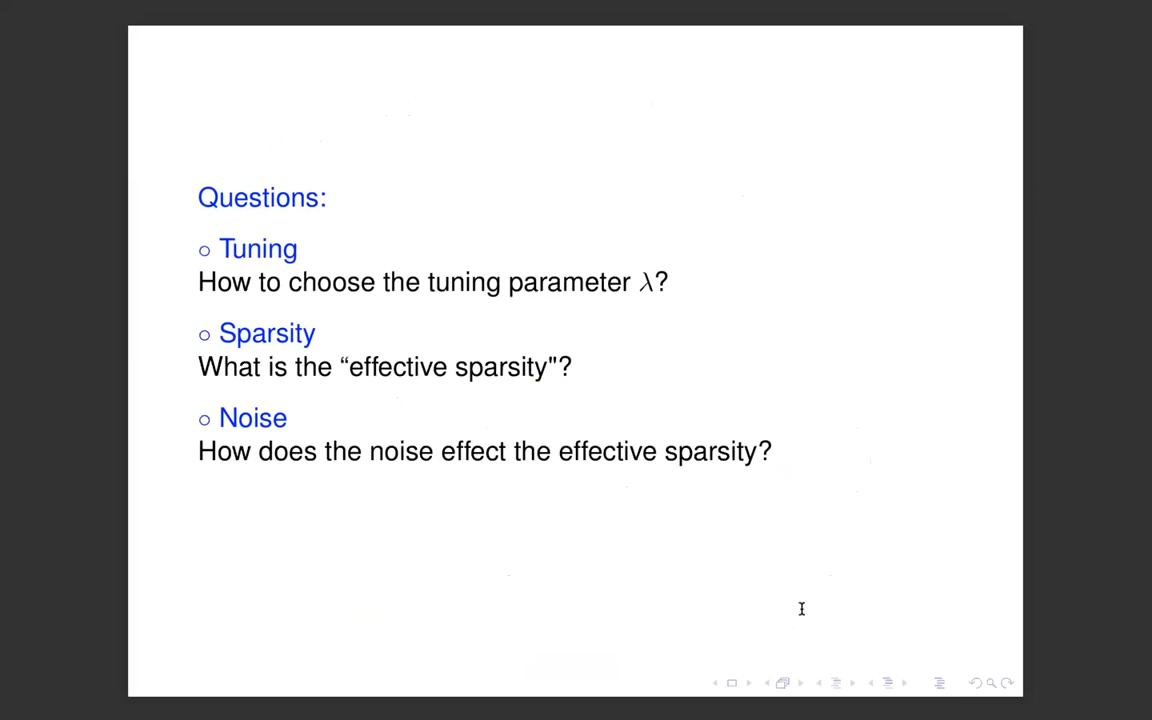 Questions:
○ Tuning
How to choose the tuning parameter λ?
○ Sparsity
What is the “effective sparsity"?
○ Noise
How does the noise effect the effective sparsity?